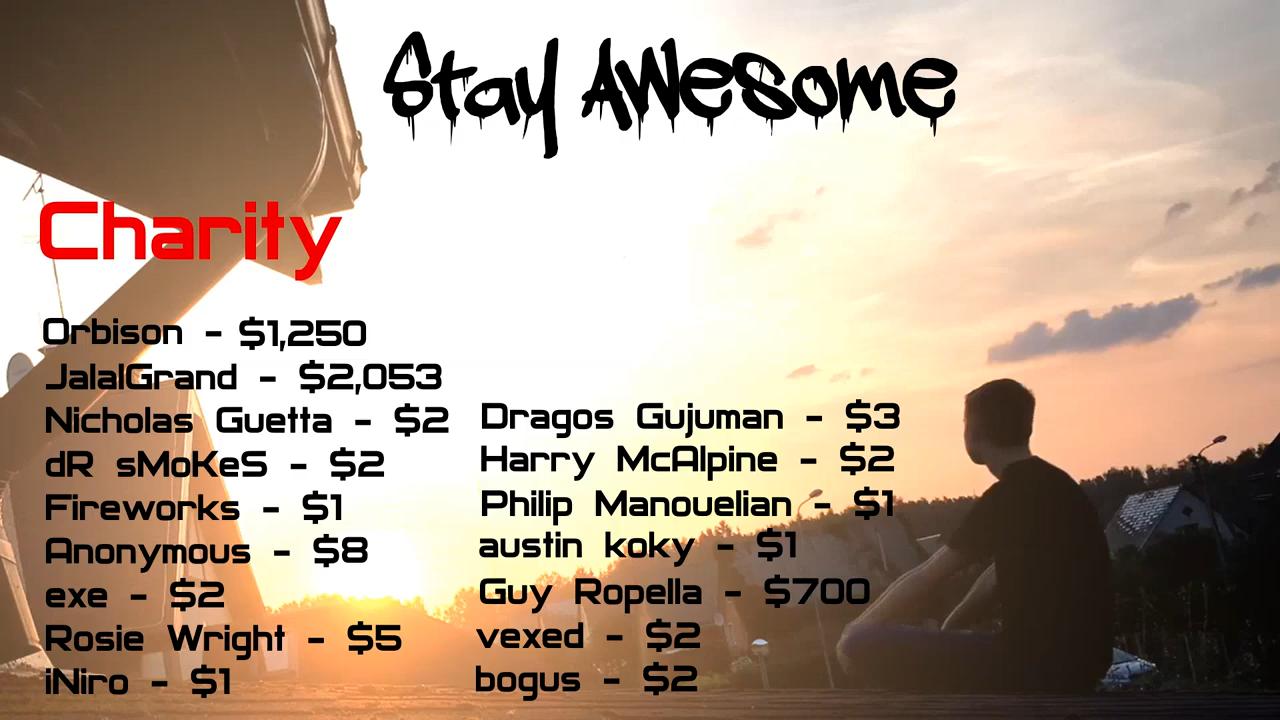 Stay Awesome
Charity
Orbison - $1,250
JalalGrand - $2,053
Nicholas Guetta - $2
dR sMoKeS - $2
Fireworks - $1
Anonymous - $8
exe - $2
Rosie Wright - $5
iNiro - $1
Dragos Gujuman - $3
Harry McAlpine - $2
Philip Manouelian - $1
austin koky - $1
Guy Ropella - $700
vexed - $2
bogus - $2